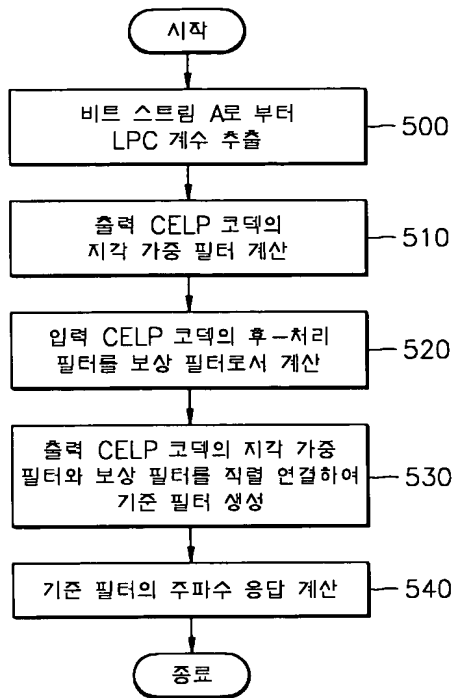 시작
비트 스트림 A로 부터
LPC 계수 추출
500
출력 CELP 코덱의
지각 가중 필터 계산
510
입력 CELP 코덱의 후-처리
필터를 보상 필터로서 계산
520
출력 CELP 코덱의 지각 가중
필터와 보상 필터를 직렬 연결하여
기준 필터 생성
530
기준 필터의 주파수 응답 계산
540
종료